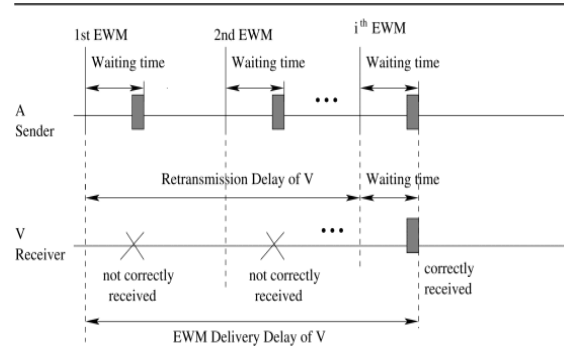 1st EWM 2nd EWM i th EWM
Waiting time Waiting time Waiting time
•••
A
Sender
Retransmission Delay of V Waiting time
V
Receiver
•••
not correctly
received
not correctly
received
correctly
received
EWM Delivery Delay of V